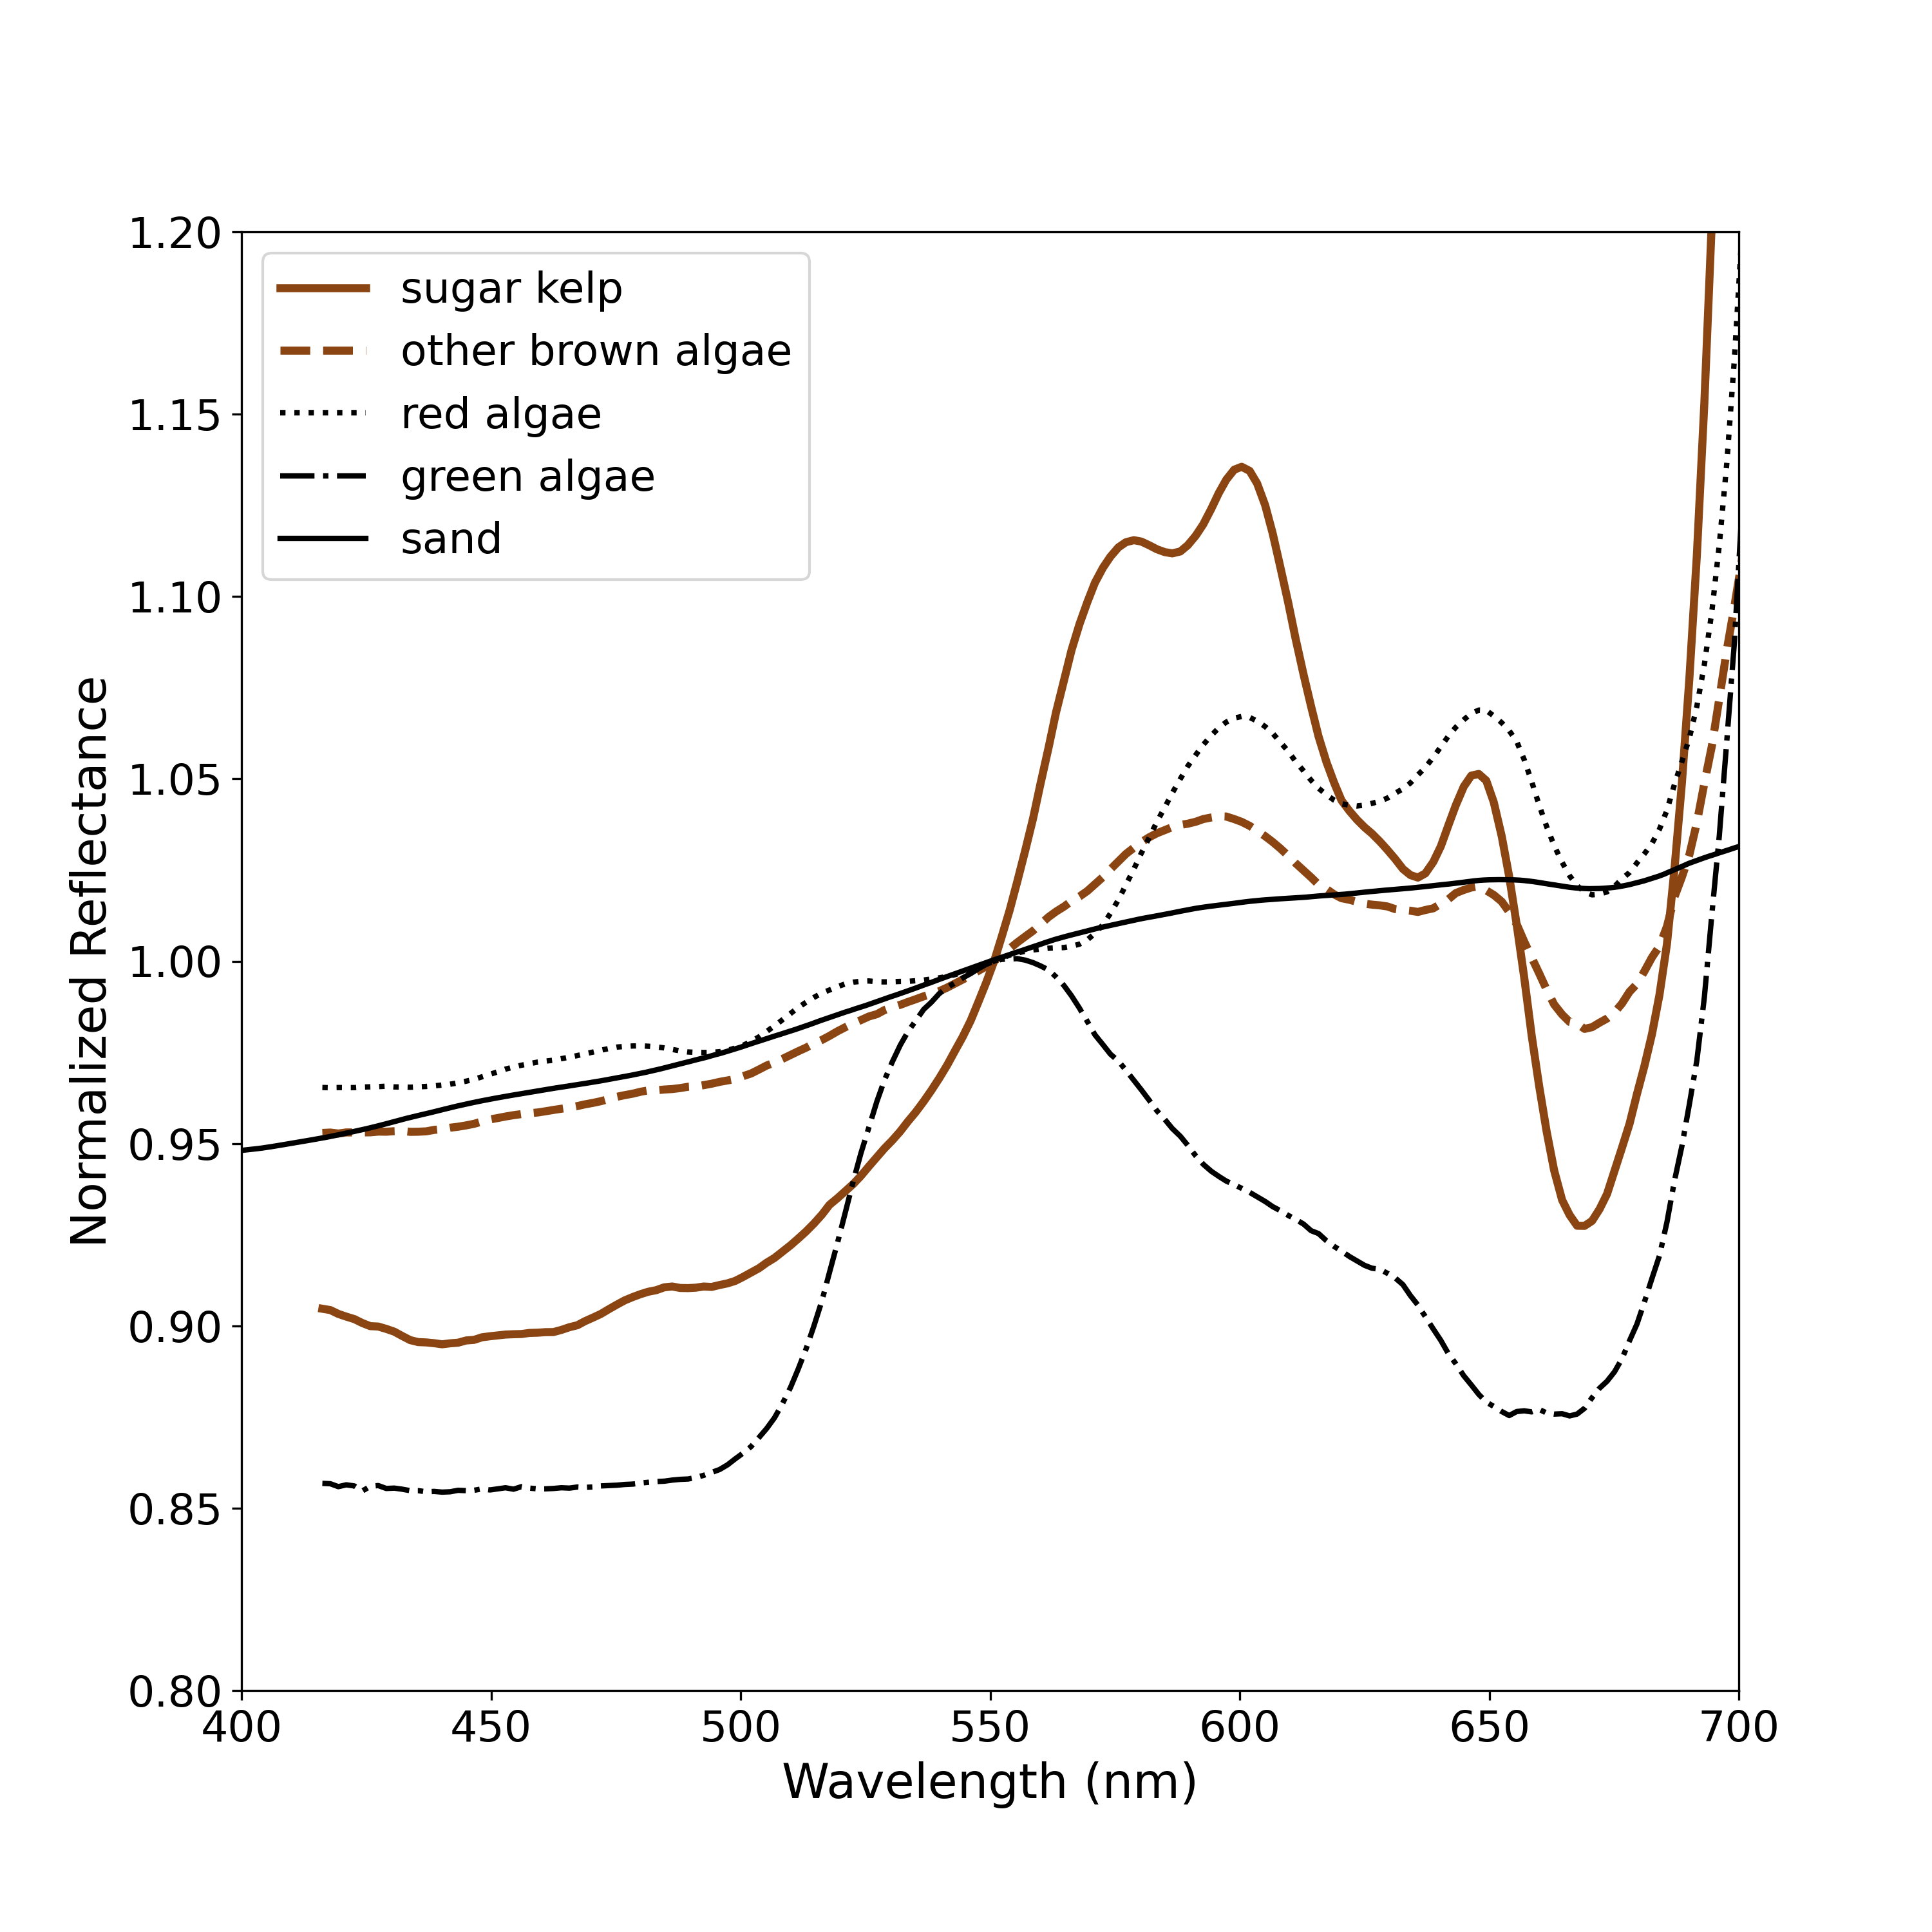 1.20
1.15
1.10
1.05
1.00
0.95
0.90
0.85
0.80
Normalized Reflectance
sugar kelp
other brown algae
red algae
green algae
sand
400 450 500 550 600 650 700
Wavelength (nm)